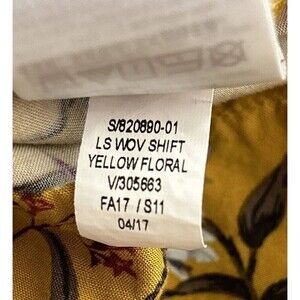 S/820890-01
LS WOV SHIFT
YELLOW FLORAL
V/305663
FA17 / S11
04/17